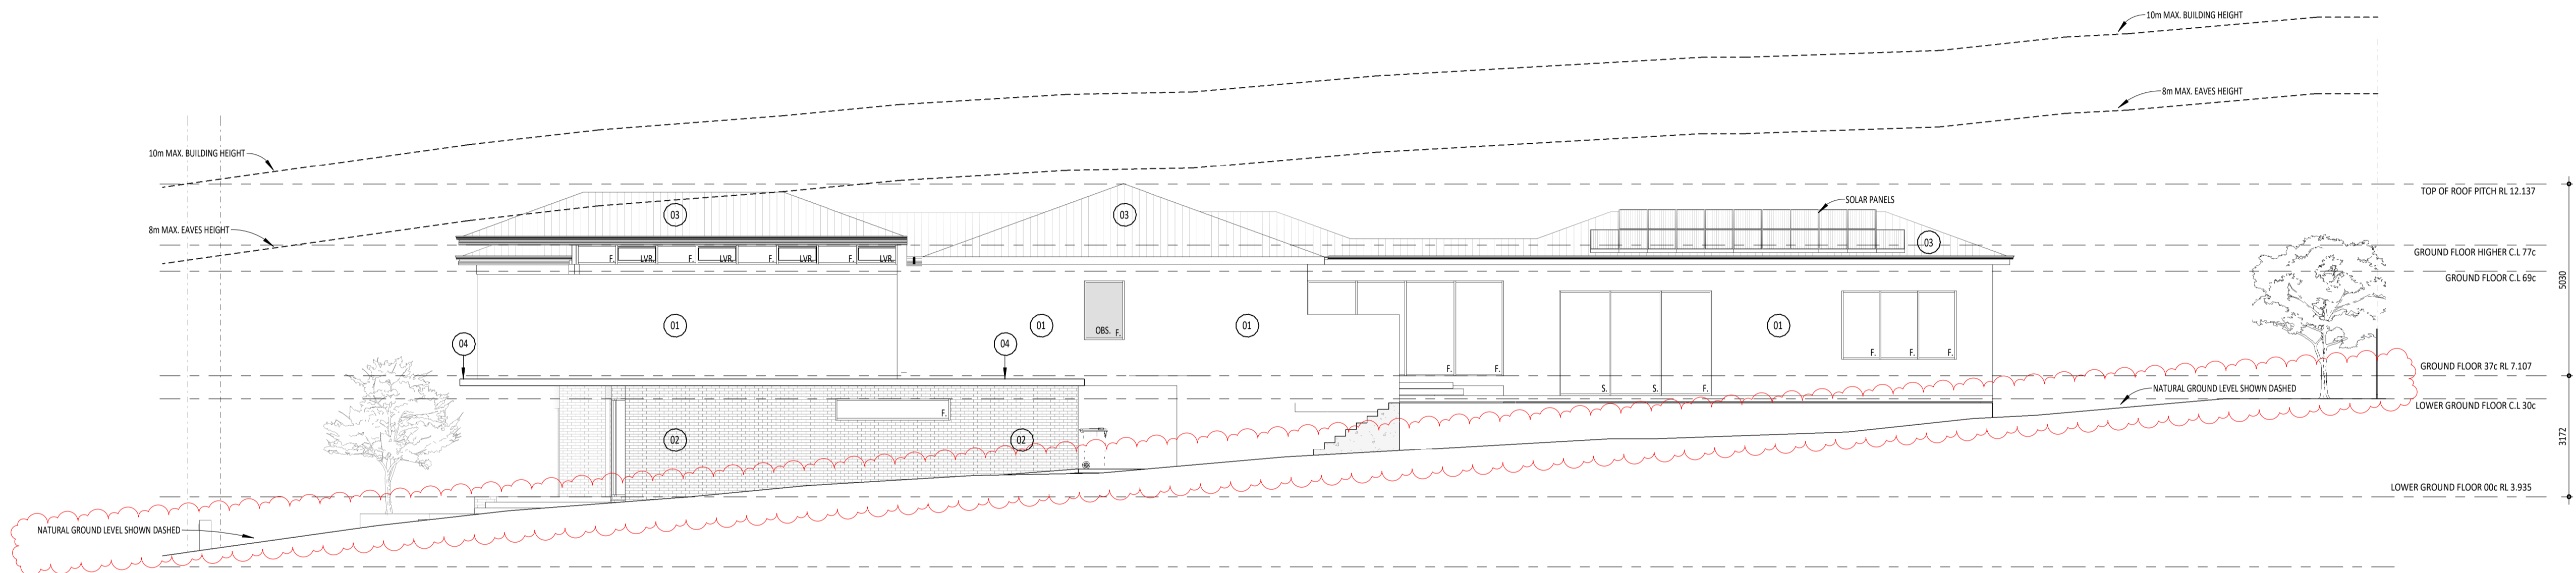 10m MAX. BUILDING HEIGHT
8m MAX. EAVES HEIGHT
10m MAX. BUILDING HEIGHT
TOP OF ROOF PITCH RL 12.137
SOLAR PANELS
03
03
8m MAX. EAVES HEIGHT
03
GROUND FLOOR HIGHER C.L 77c
F. LVR. F. LVR. F. LVR. F. LVR.
GROUND FLOOR C.L 69c
5030
01
01
OBS. F.
01
01
04
04
F. F. F.
F. F.
GROUND FLOOR 37c RL 7.107
S. S. F.
NATURAL GROUND LEVEL SHOWN DASHED
LOWER GROUND FLOOR C.L 30c
F.
02
02
3172
LOWER GROUND FLOOR 00c RL 3.935
NATURAL GROUND LEVEL SHOWN DASHED